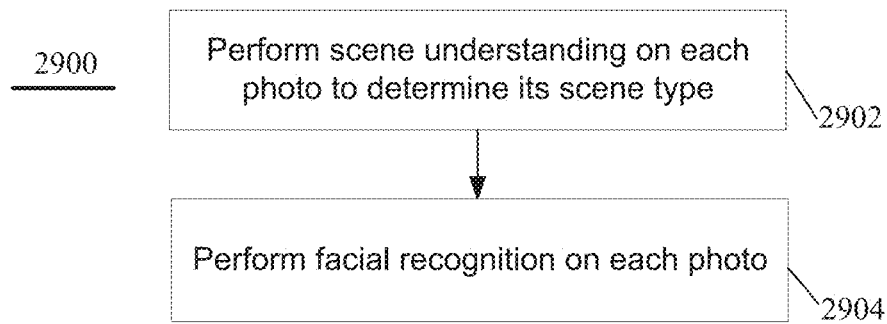 2900
Perform scene understanding on each
photo to determine its scene type
2902
Perform facial recognition on each photo
2904